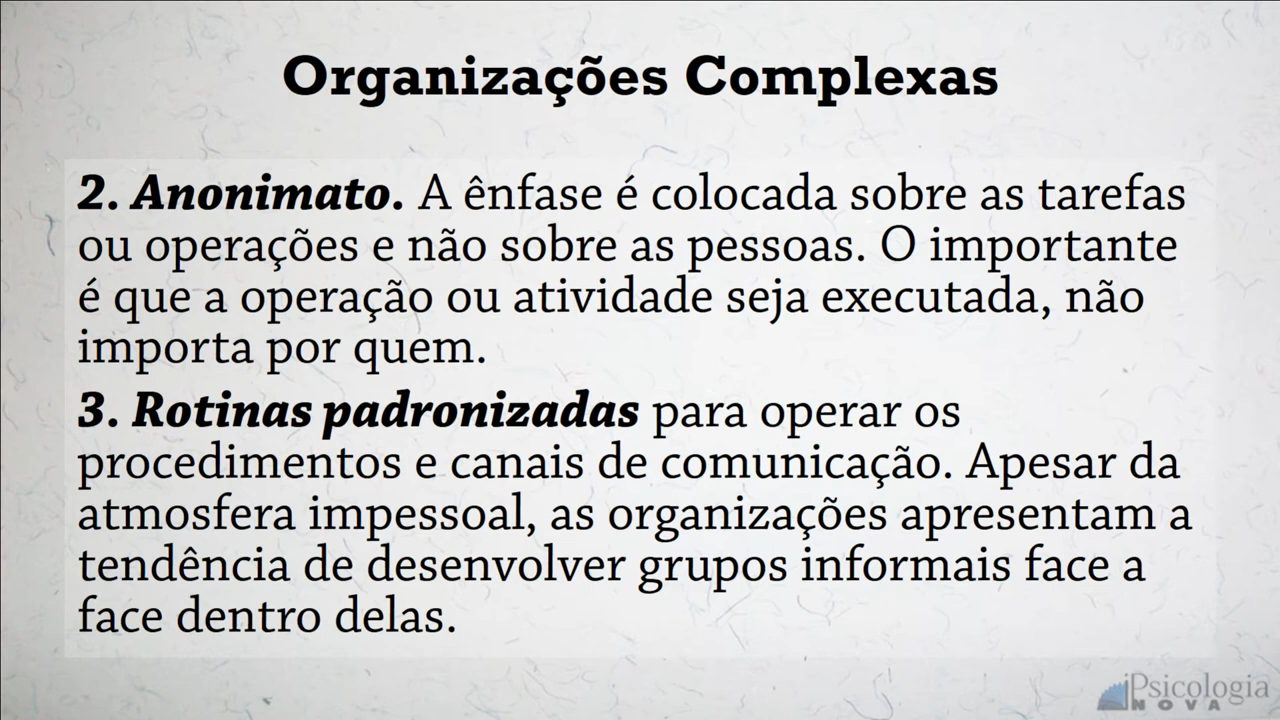 Organizações Complexas
2. Anonimato. A ênfase é colocada sobre as tarefas
ou operações e não sobre as pessoas. O importante
é que a operação ou atividade seja executada, não
importa por quem.
3. Rotinas padronizadas para operar os
procedimentos e canais de comunicação. Apesar da
atmosfera impessoal, as organizações apresentam a
tendência de desenvolver grupos informais face a
face dentro delas.
Psicologia
NOVA